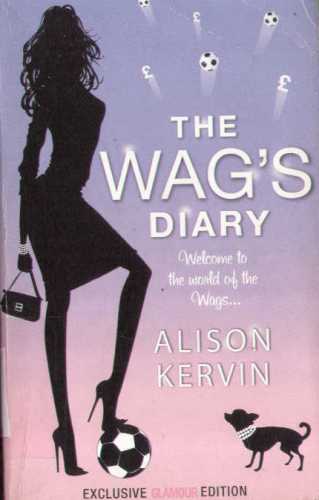 £
£
£
THE
WAG'S
DIARY
Welcome to
the world of the
Wags...
ALISON
KERVIN
EXCLUSIVE GLAMOUR EDITION